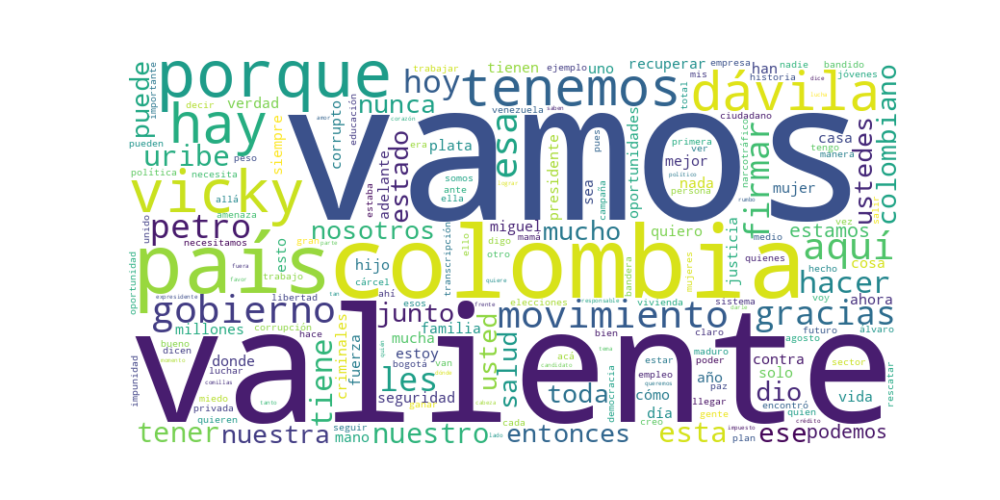 vamos
valiente
colombia
país
porque
tenemos
dávila
vicky
hay
hoy
nunca
esa
firmar
ustedes
colombiano
puede
importante
pueden
decir
verdad
uribe
siempre
corrupto
estado
adelante
plata
venezuela
presidente
oportunidades
recuperar
uno
tienen
trabajar
ejemplo
mis
han
historia
nadie
empresa
dice
bandido
jóvenes
total
ciudadano
casa
tengo
manera
narcotráfico
primera
ver
persona
político
mejor
nada
mujer
estamos
aquí
cosa
vez
medio
quienes
hecho
voy
álvaro
hacer
ahora
gracias
futuro
agosto
claro
sistema
vivienda
justicia
mujeres
bandera
quiero
mucho
miguel
mamá
digo
otro
ello
sea
campaña
pues
era
amor
corazón
educación
somos
ante
ella
política
necesita
peso
allá
amenaza
petro
necesitamos
unido
esto
gran
nosotros
estaba
hijo
cárcel
trabajo
oportunidad
fuera
favor
gobierno
libertad
ahí
esos
transcripción
quiere
elecciones
responsable
movimiento
junto
millones
expresidente
hace
tan
frente
familia
mucha
bien
bueno
corrupción
dicen
donde
luchar
tiene
criminales
fuerza
quién
estoy
bogotá
van
les
seguridad
usted
salud
acá
candidata
toda
estar
empleo
cómo
queremos
maduro
poder
paz
año
contra
solo
dio
sector
vida
rescatar
impunidad
comillas
miedo
privada
quieren
tanto
ganar
cabeza
democracia
llegar
encontró
día
creo
gente
quien
tener
nuestra
seguir
mano
nuestro
cada
lado
entonces
esta
plan
impuesto
crédito
ese
podemos